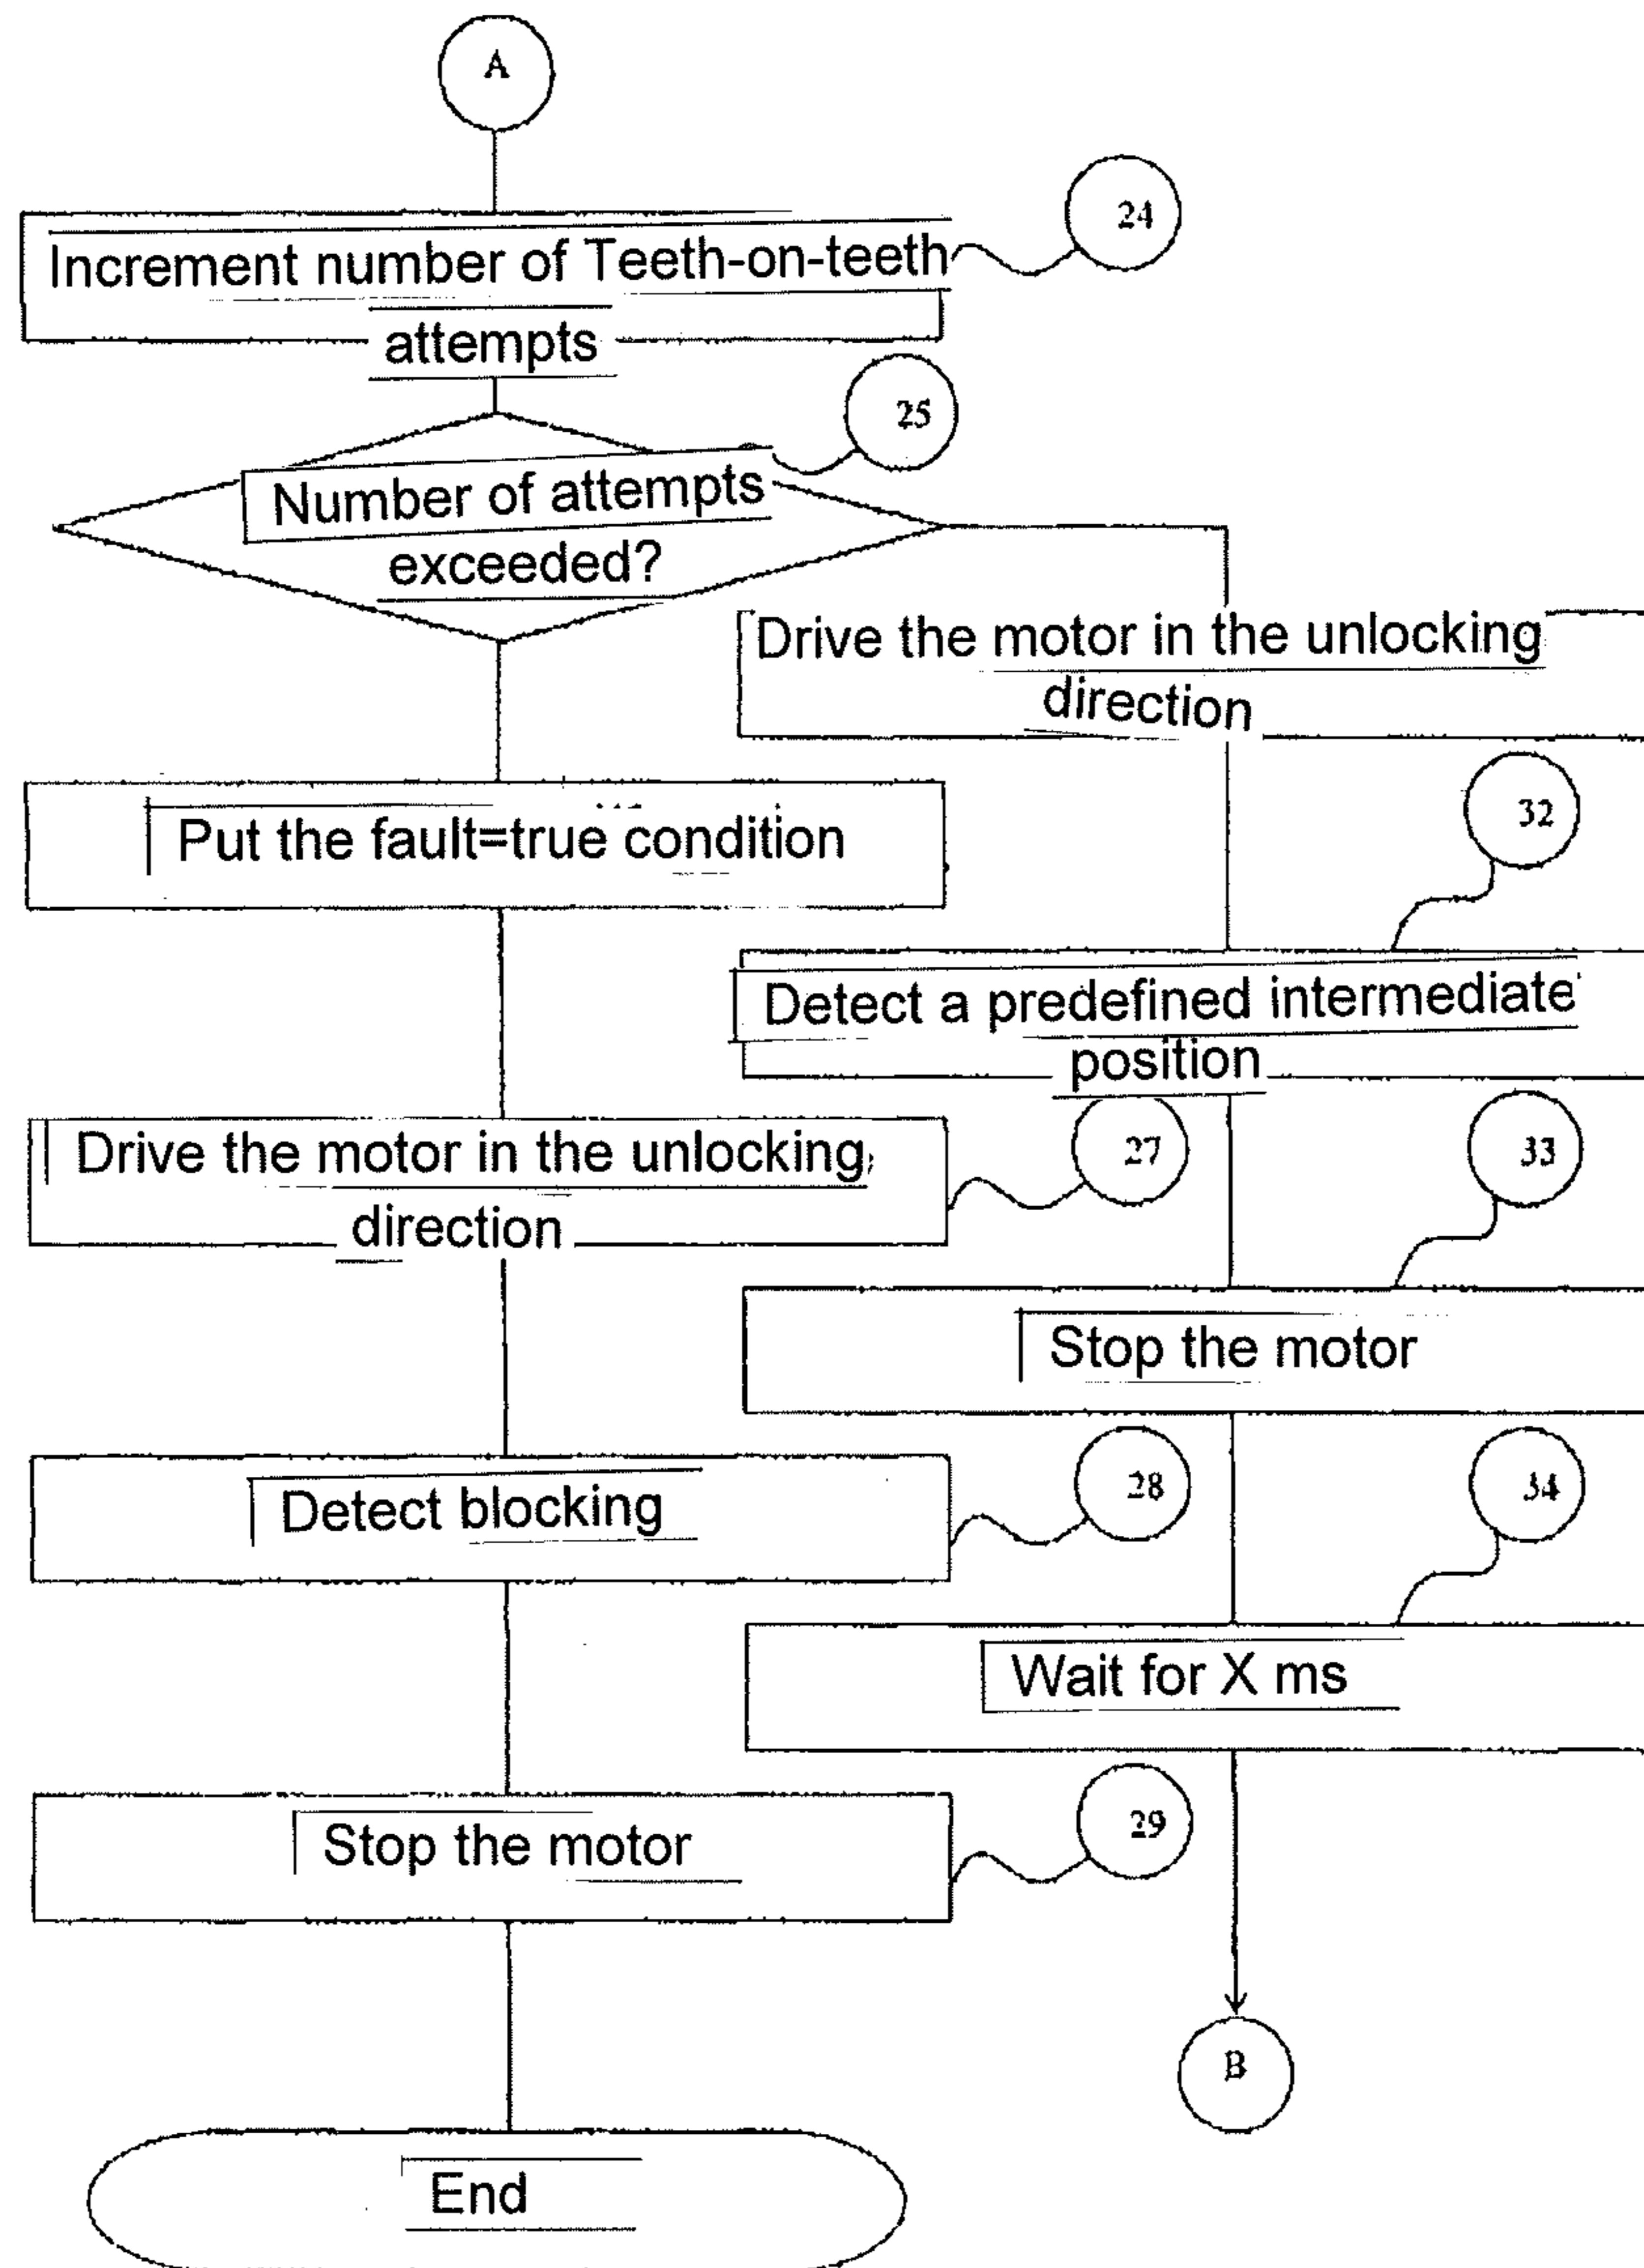 A
24
Increment number of Teeth-on-teeth
attempts
25
Number of attempts
exceeded?
Drive the motor in the unlocking
direction
32
Put the fault=true condition
Detect a predefined intermediate
position
27
33
Drive the motor in the unlocking
direction
Stop the motor
28
34
Detect blocking
Wait for X ms
29
Stop the motor
B
End